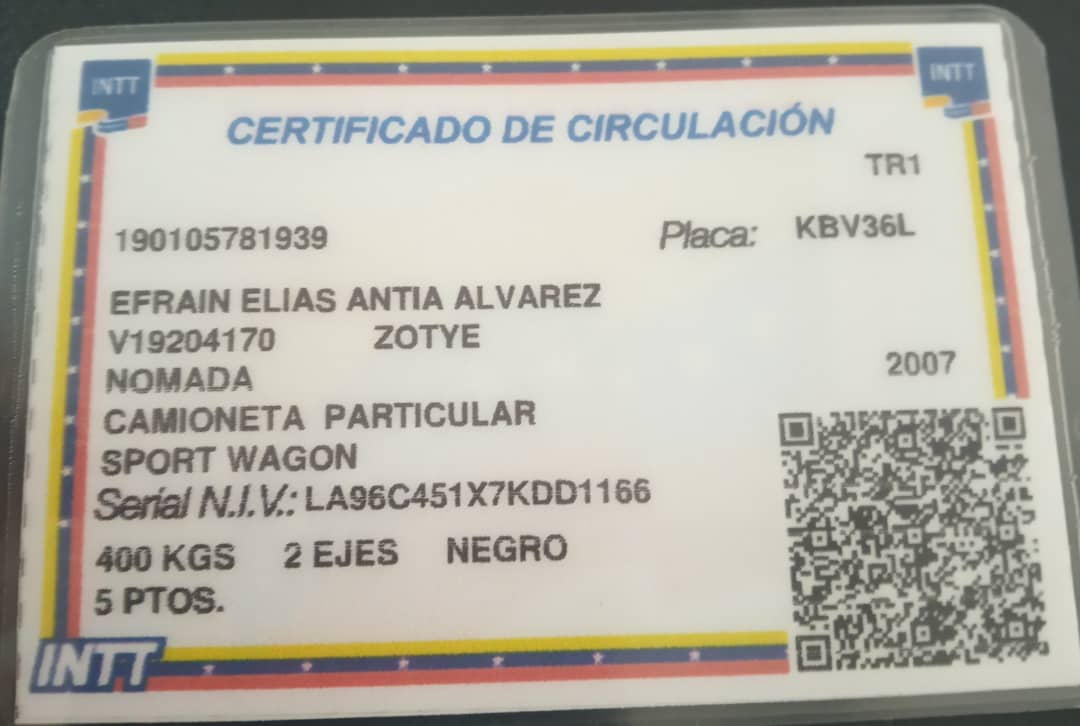 INTT INTT
CERTIFICADO DE CIRCULACIÓN
TR1
190105781939 Placa: KBV36L
EFRAIN ELIAS ANTIA ALVAREZ
V19204170 ZOTYE
NOMADA 2007
CAMIONETA PARTICULAR
SPORT WAGON
Serial N.I.V.: LA96C451X7KDD1166
400 KGS 2 EJES NEGRO
5 PTOS.
INTT